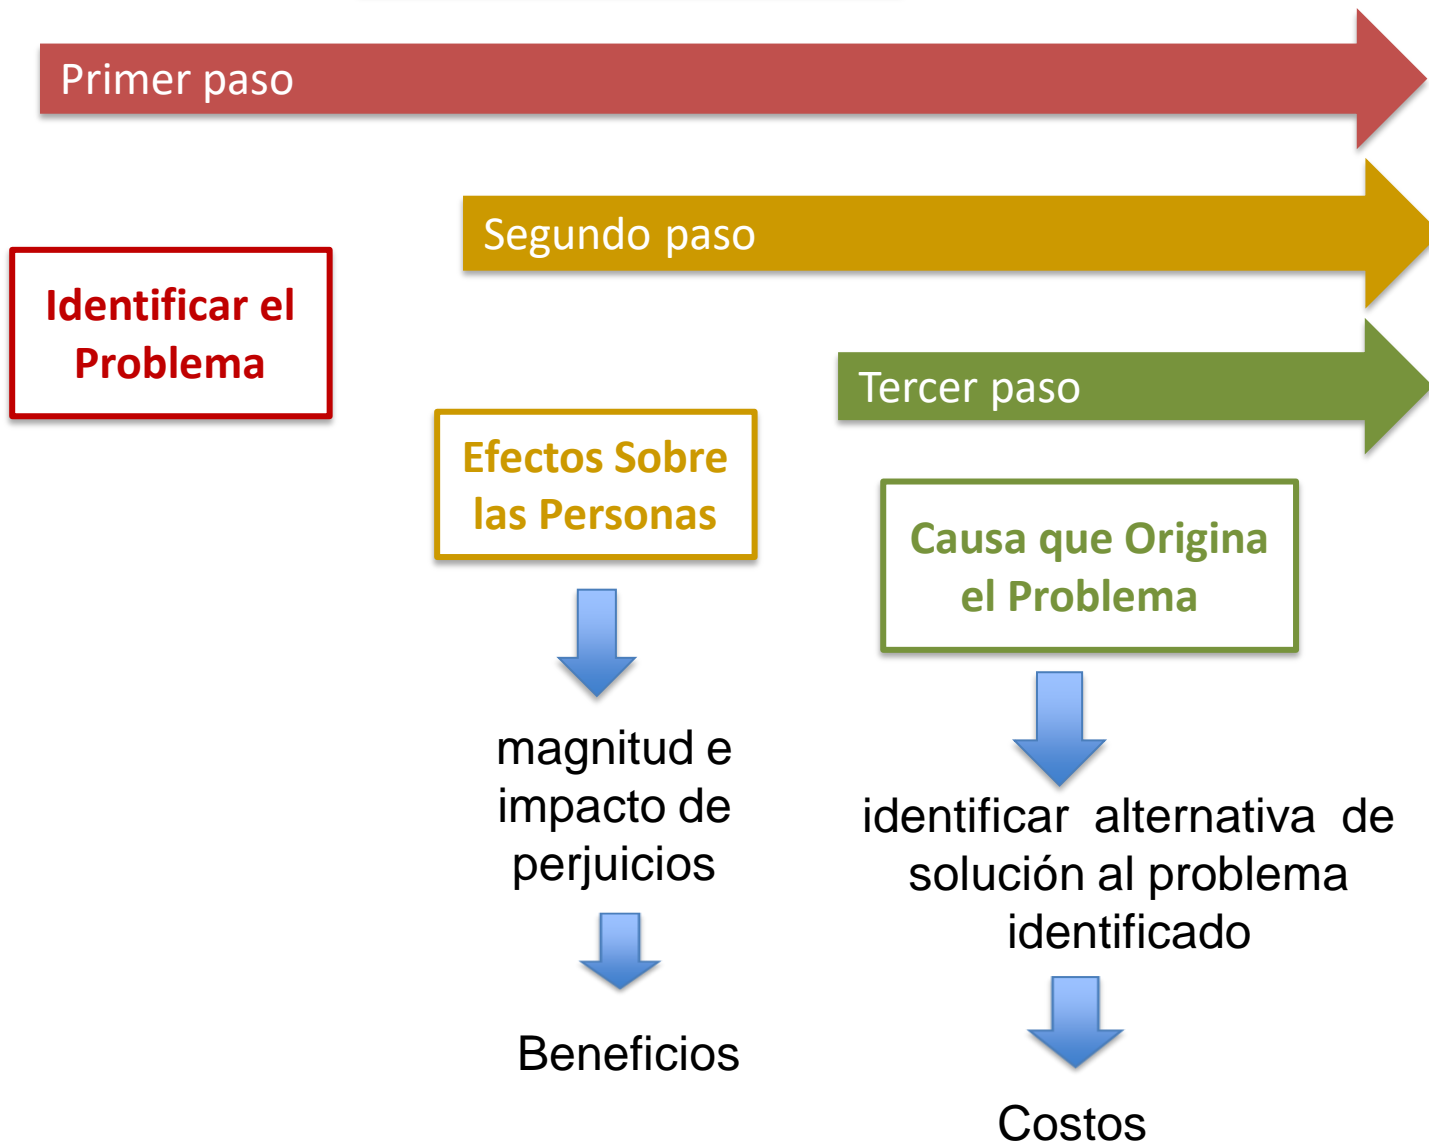 Primer paso
Segundo paso
Identificar el
Problema
Tercer paso
Efectos Sobre
las Personas
Causa que Origina
el Problema
magnitud e
impacto de
perjuicios
identificar alternativa de
solución al problema
identificado
Beneficios
Costos